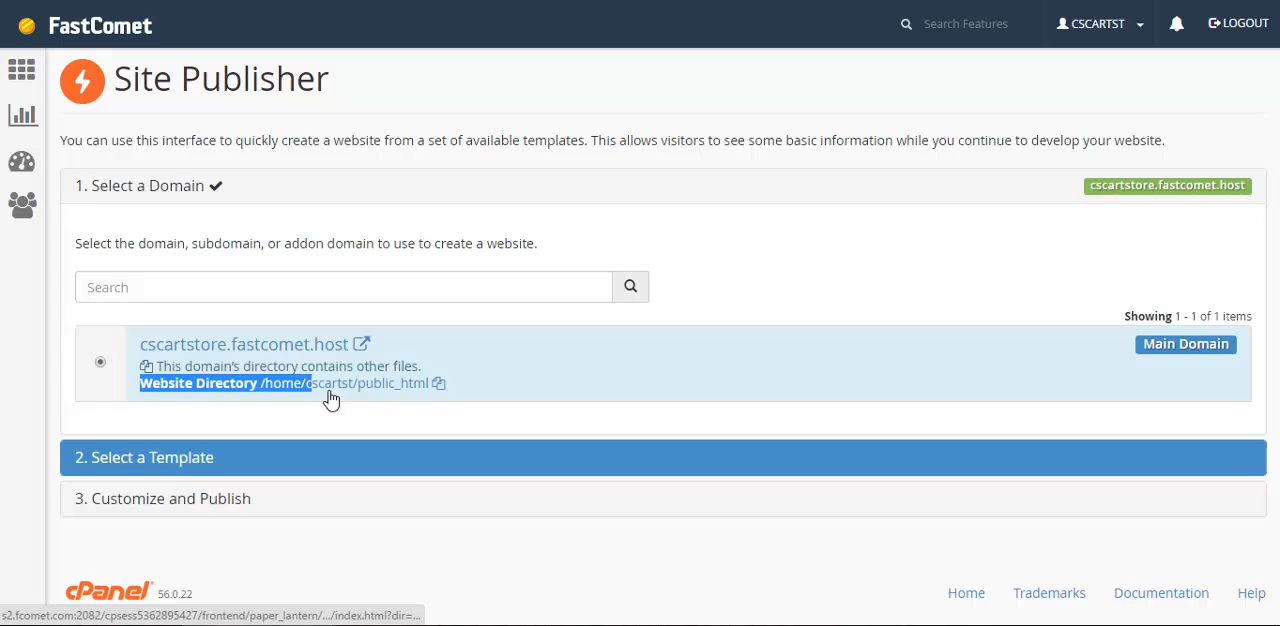 FastComet
Search Features
CSCARTST
LOGOUT
Site Publisher
You can use this interface to quickly create a website from a set of available templates. This allows visitors to see some basic information while you continue to develop your website.
1. Select a Domain
cscartstore.fastcomet.host
Select the domain, subdomain, or addon domain to use to create a website.
Search
Showing 1 - 1 of 1 items
cscartstore.fastcomet.host
Main Domain
This domain's directory contains other files.
Website Directory /home/cscartst/public_html
2. Select a Template
3. Customize and Publish
cPanel 56.0.22
Home
Trademarks
Documentation
Help
s2.fcomet.com:2082/cpsess5362895427/frontend/paper_lantern/.../index.html?dir=...